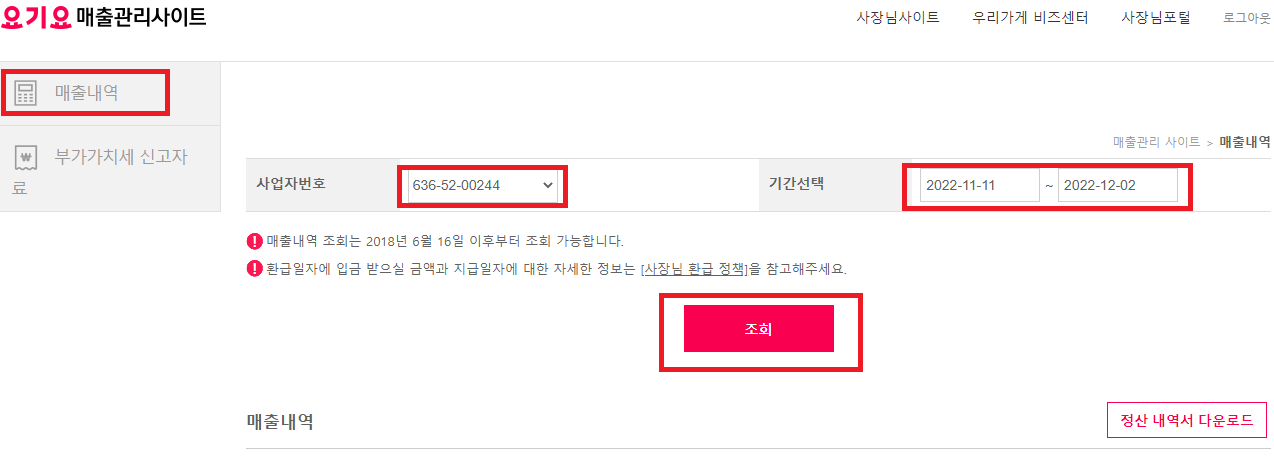 요기요 매출관리사이트 사장님사이트 우리가게 비즈센터 사장님포털 로그아웃
매출내역
부가가치세 신고자
료
매출관리 사이트 > 매출내역
사업자번호 636-52-00244 기간선택 2022-11-11 ~ 2022-12-02
! 매출내역 조회는 2018년 6월 16일 이후부터 조회 가능합니다.
! 환급일자에 입금 받으실 금액과 지급일자에 대한 자세한 정보는 [사장님 환급 정책]을 참고해주세요.
조회
매출내역 정산 내역서 다운로드